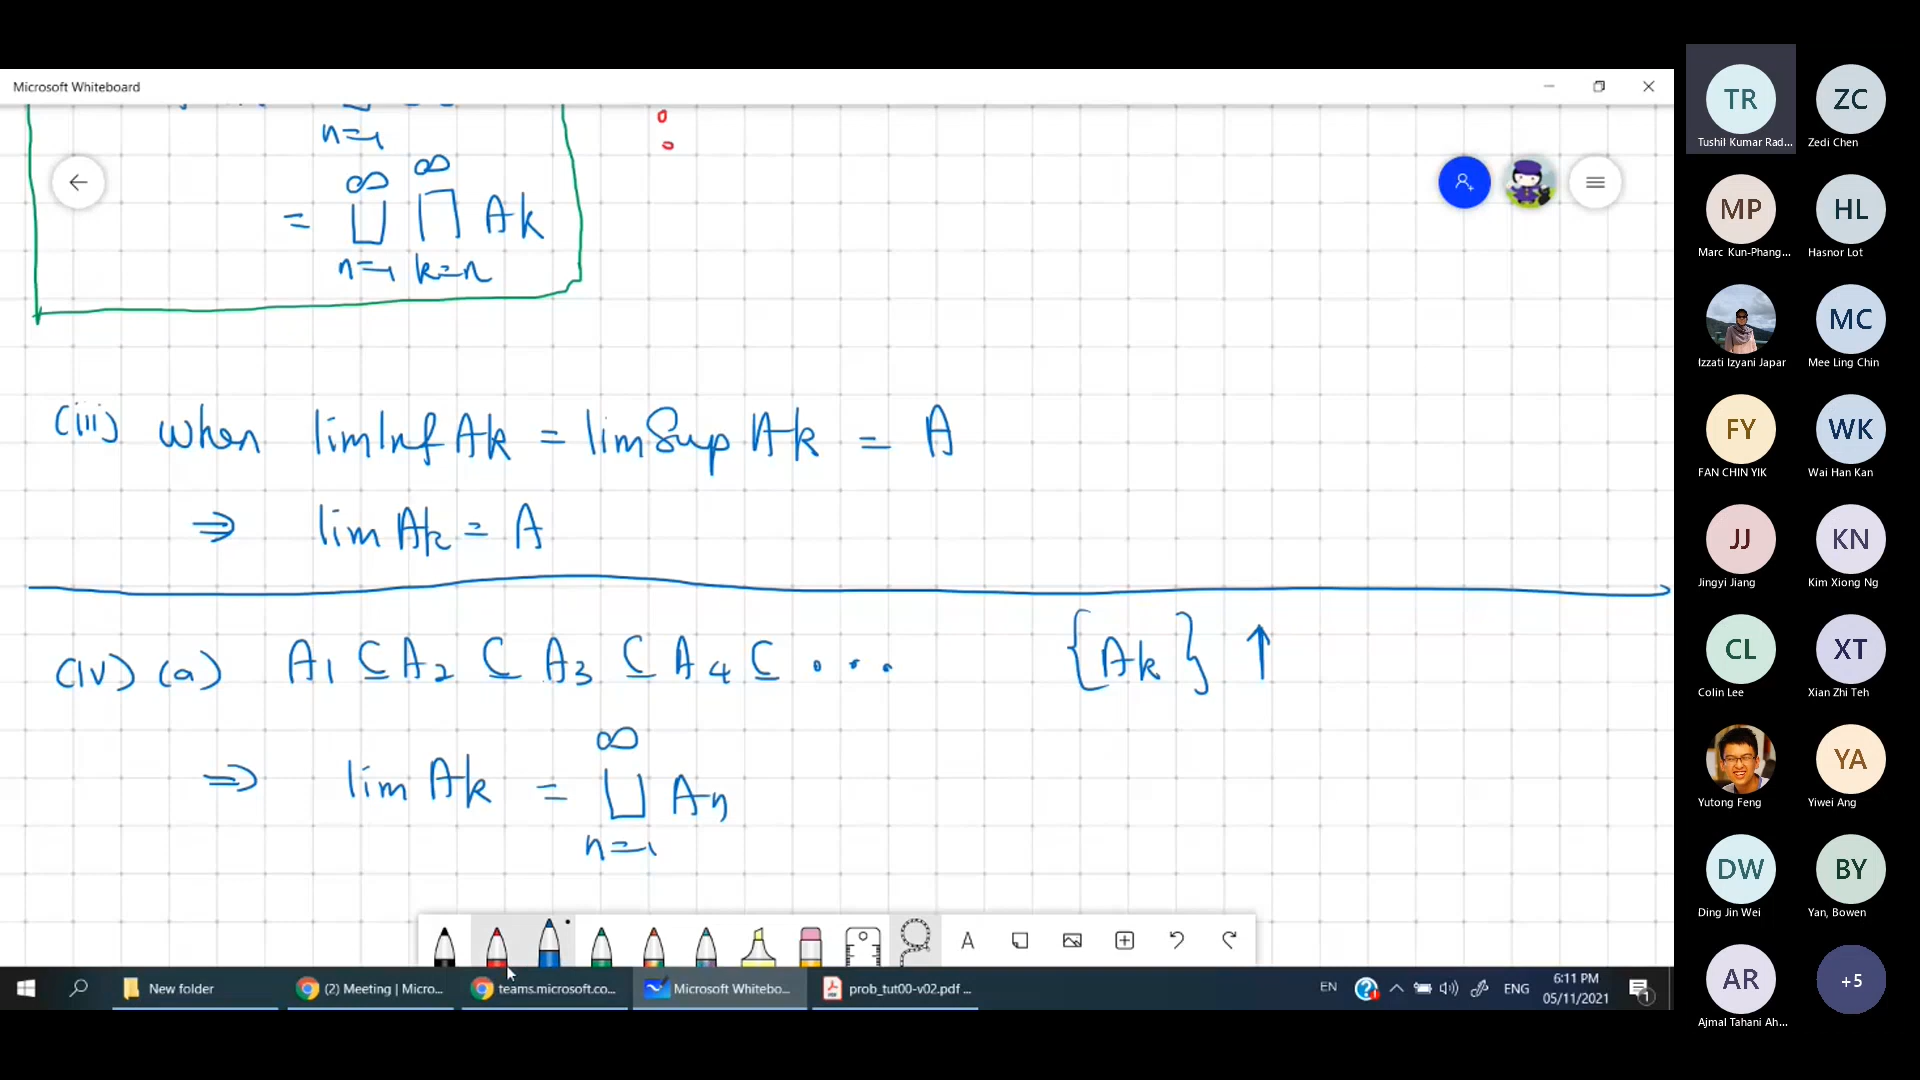 Microsoft Whiteboard
n=1
∞ ∞
= ⋃ ⋂ Ak
n=1 k=n
(iii) when limInf Ak = limSup Ak = A
⇒ lim Ak = A
(iv) (a) A1 ⊆ A2 ⊆ A3 ⊆ A4 ⊆ ... {Ak} ↑
∞
⇒ lim Ak = ⋃ An
n=1
A
New folder
(2) Meeting | Micro...
teams.microsoft.co...
Microsoft Whitebo...
prob_tut00-v02.pdf ...
EN
ENG
6:11 PM
05/11/2021
1
TR
Tushil Kumar Rad...
ZC
Zedi Chen
MP
Marc Kun-Phang...
HL
Hasnor Lot
Izzati Izyani Japar
MC
Mee Ling Chin
FY
FAN CHIN YIK
WK
Wai Han Kan
JJ
Jingyi Jiang
KN
Kim Xiong Ng
CL
Colin Lee
XT
Xian Zhi Teh
Yutong Feng
YA
Yiwei Ang
DW
Ding Jin Wei
BY
Yan, Bowen
AR
Ajmal Tahani Ah...
+5